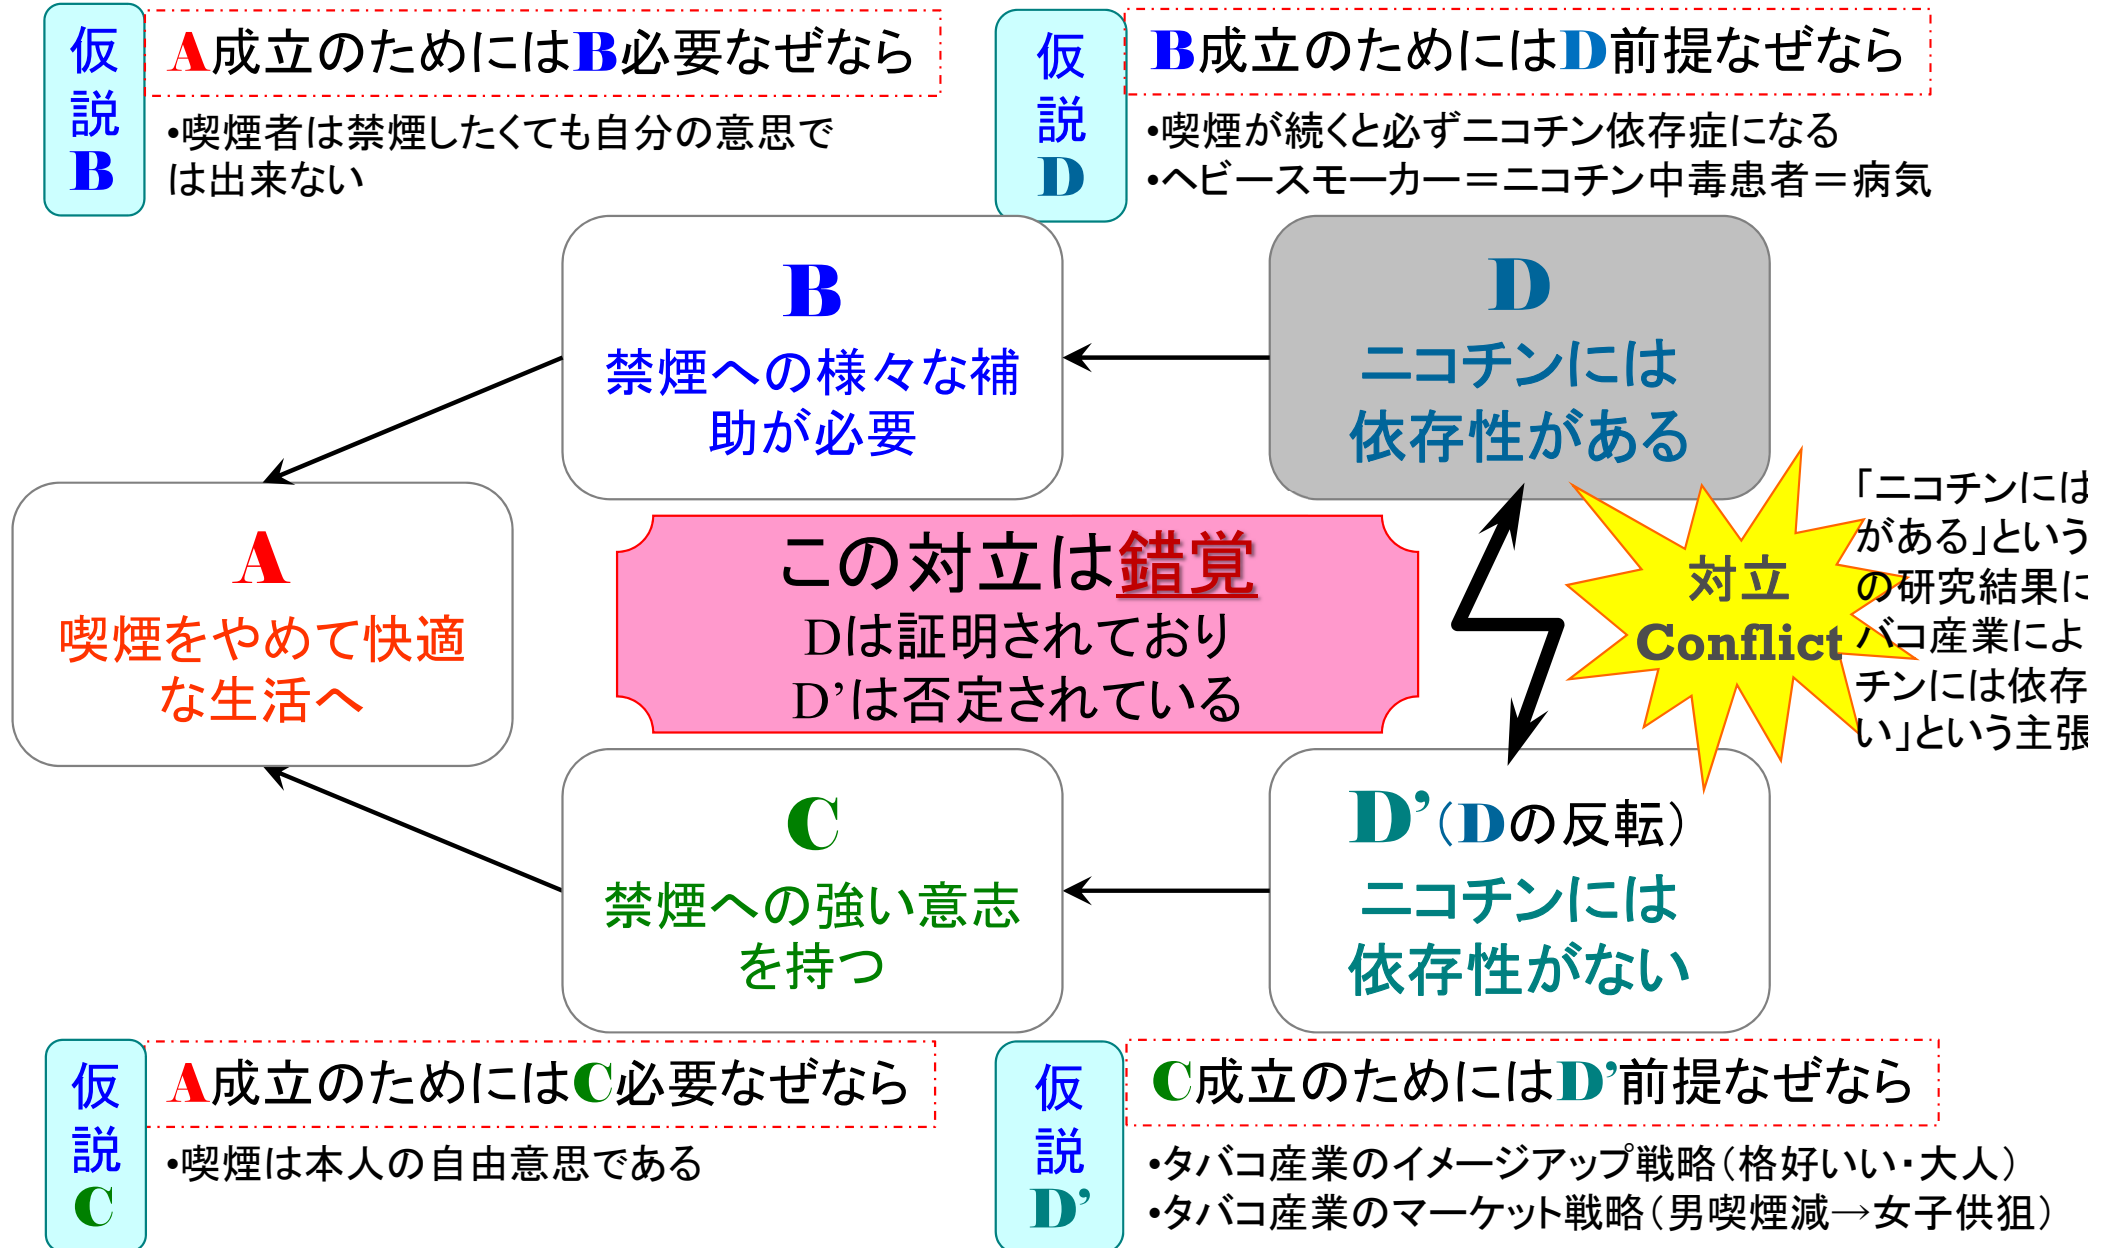 仮説B
A成立のためにはB必要なぜなら
•喫煙者は禁煙したくても自分の意思で
は出来ない
仮説D
B成立のためにはD前提なぜなら
•喫煙が続くと必ずニコチン依存症になる
•ヘビースモーカー＝ニコチン中毒患者＝病気
B
禁煙への様々な補
助が必要
D
ニコチンには
依存性がある
A
喫煙をやめて快適
な生活へ
この対立は錯覚
Dは証明されており
D’は否定されている
対立
Conflict
「ニコチンには
がある」という
の研究結果に
バコ産業によ
チンには依存
い」という主張
C
禁煙への強い意志
を持つ
D’（Dの反転）
ニコチンには
依存性がない
仮説C
A成立のためにはC必要なぜなら
•喫煙は本人の自由意思である
仮説D’
C成立のためにはD’前提なぜなら
•タバコ産業のイメージアップ戦略（格好いい・大人）
•タバコ産業のマーケット戦略（男喫煙減→女子供狙）